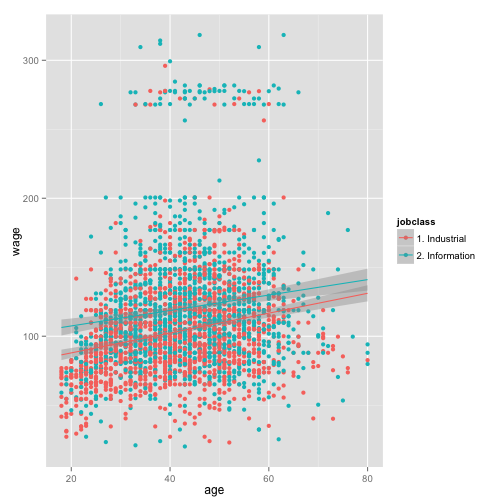 300
200
100
wage
20 40 60 80
age
jobclass
1. Industrial
2. Information